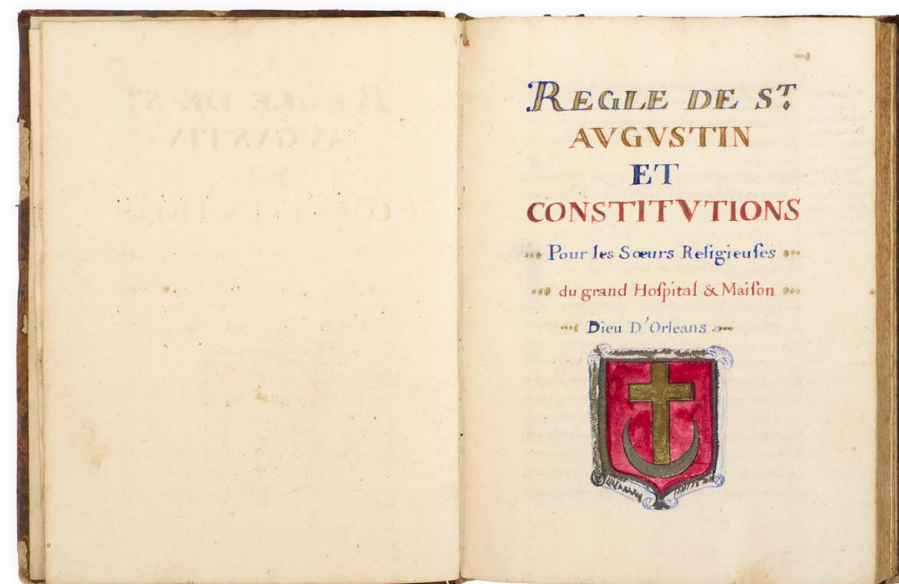 REGLE DE Sᵀ.
AVGVSTIN
ET
CONSTITVTIONS
Pour les Sœurs Religieuſes
du grand Hoſpital & Maiſon
Dieu D'Orleans